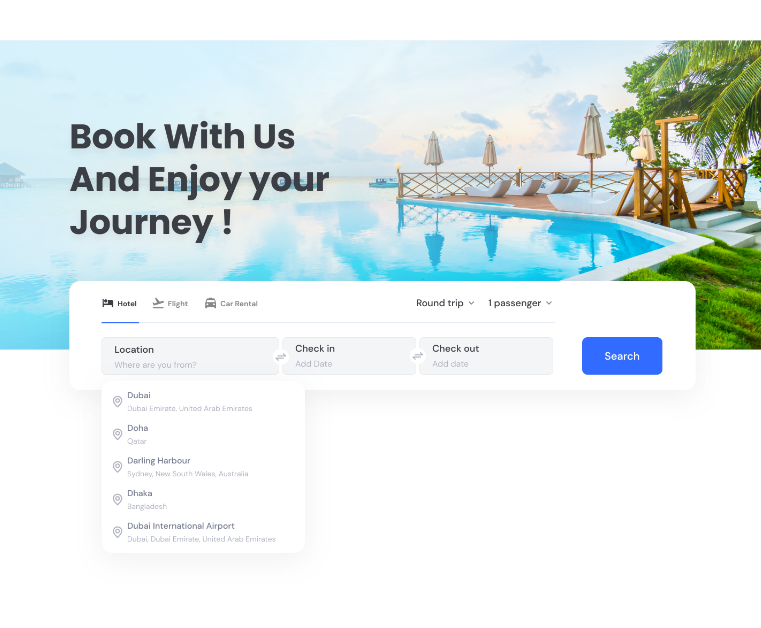 Book With Us
And Enjoy your
Journey !
Hotel
Flight
Car Rental
Round trip
1 passenger
Location
Where are you from?
Check in
Add Date
Check out
Add date
Search
Dubai
Dubai Emirate, United Arab Emirates
Doha
Qatar
Darling Harbour
Sydney, New South Wales, Australia
Dhaka
Bangladesh
Dubai International Airport
Dubai, Dubai Emirate, United Arab Emirates